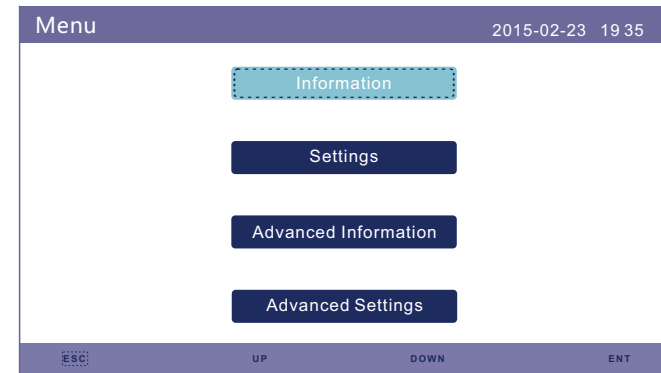 Menu 2015-02-23 19 35
Information
Settings
Advanced Information
Advanced Settings
ESC UP DOWN ENT